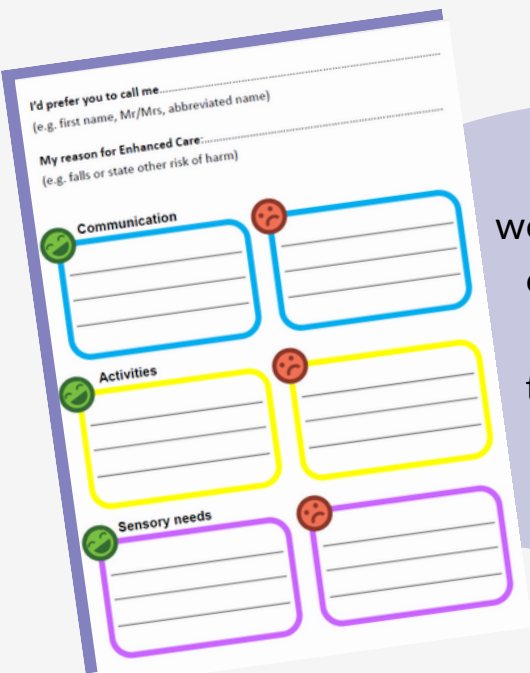 I'd prefer you to call me................................................................
(e.g. first name, Mr/Mrs, abbreviated name)
My reason for Enhanced Care:.......................................................
(e.g. falls or state other risk of harm)
Communication
Activities
Sensory needs